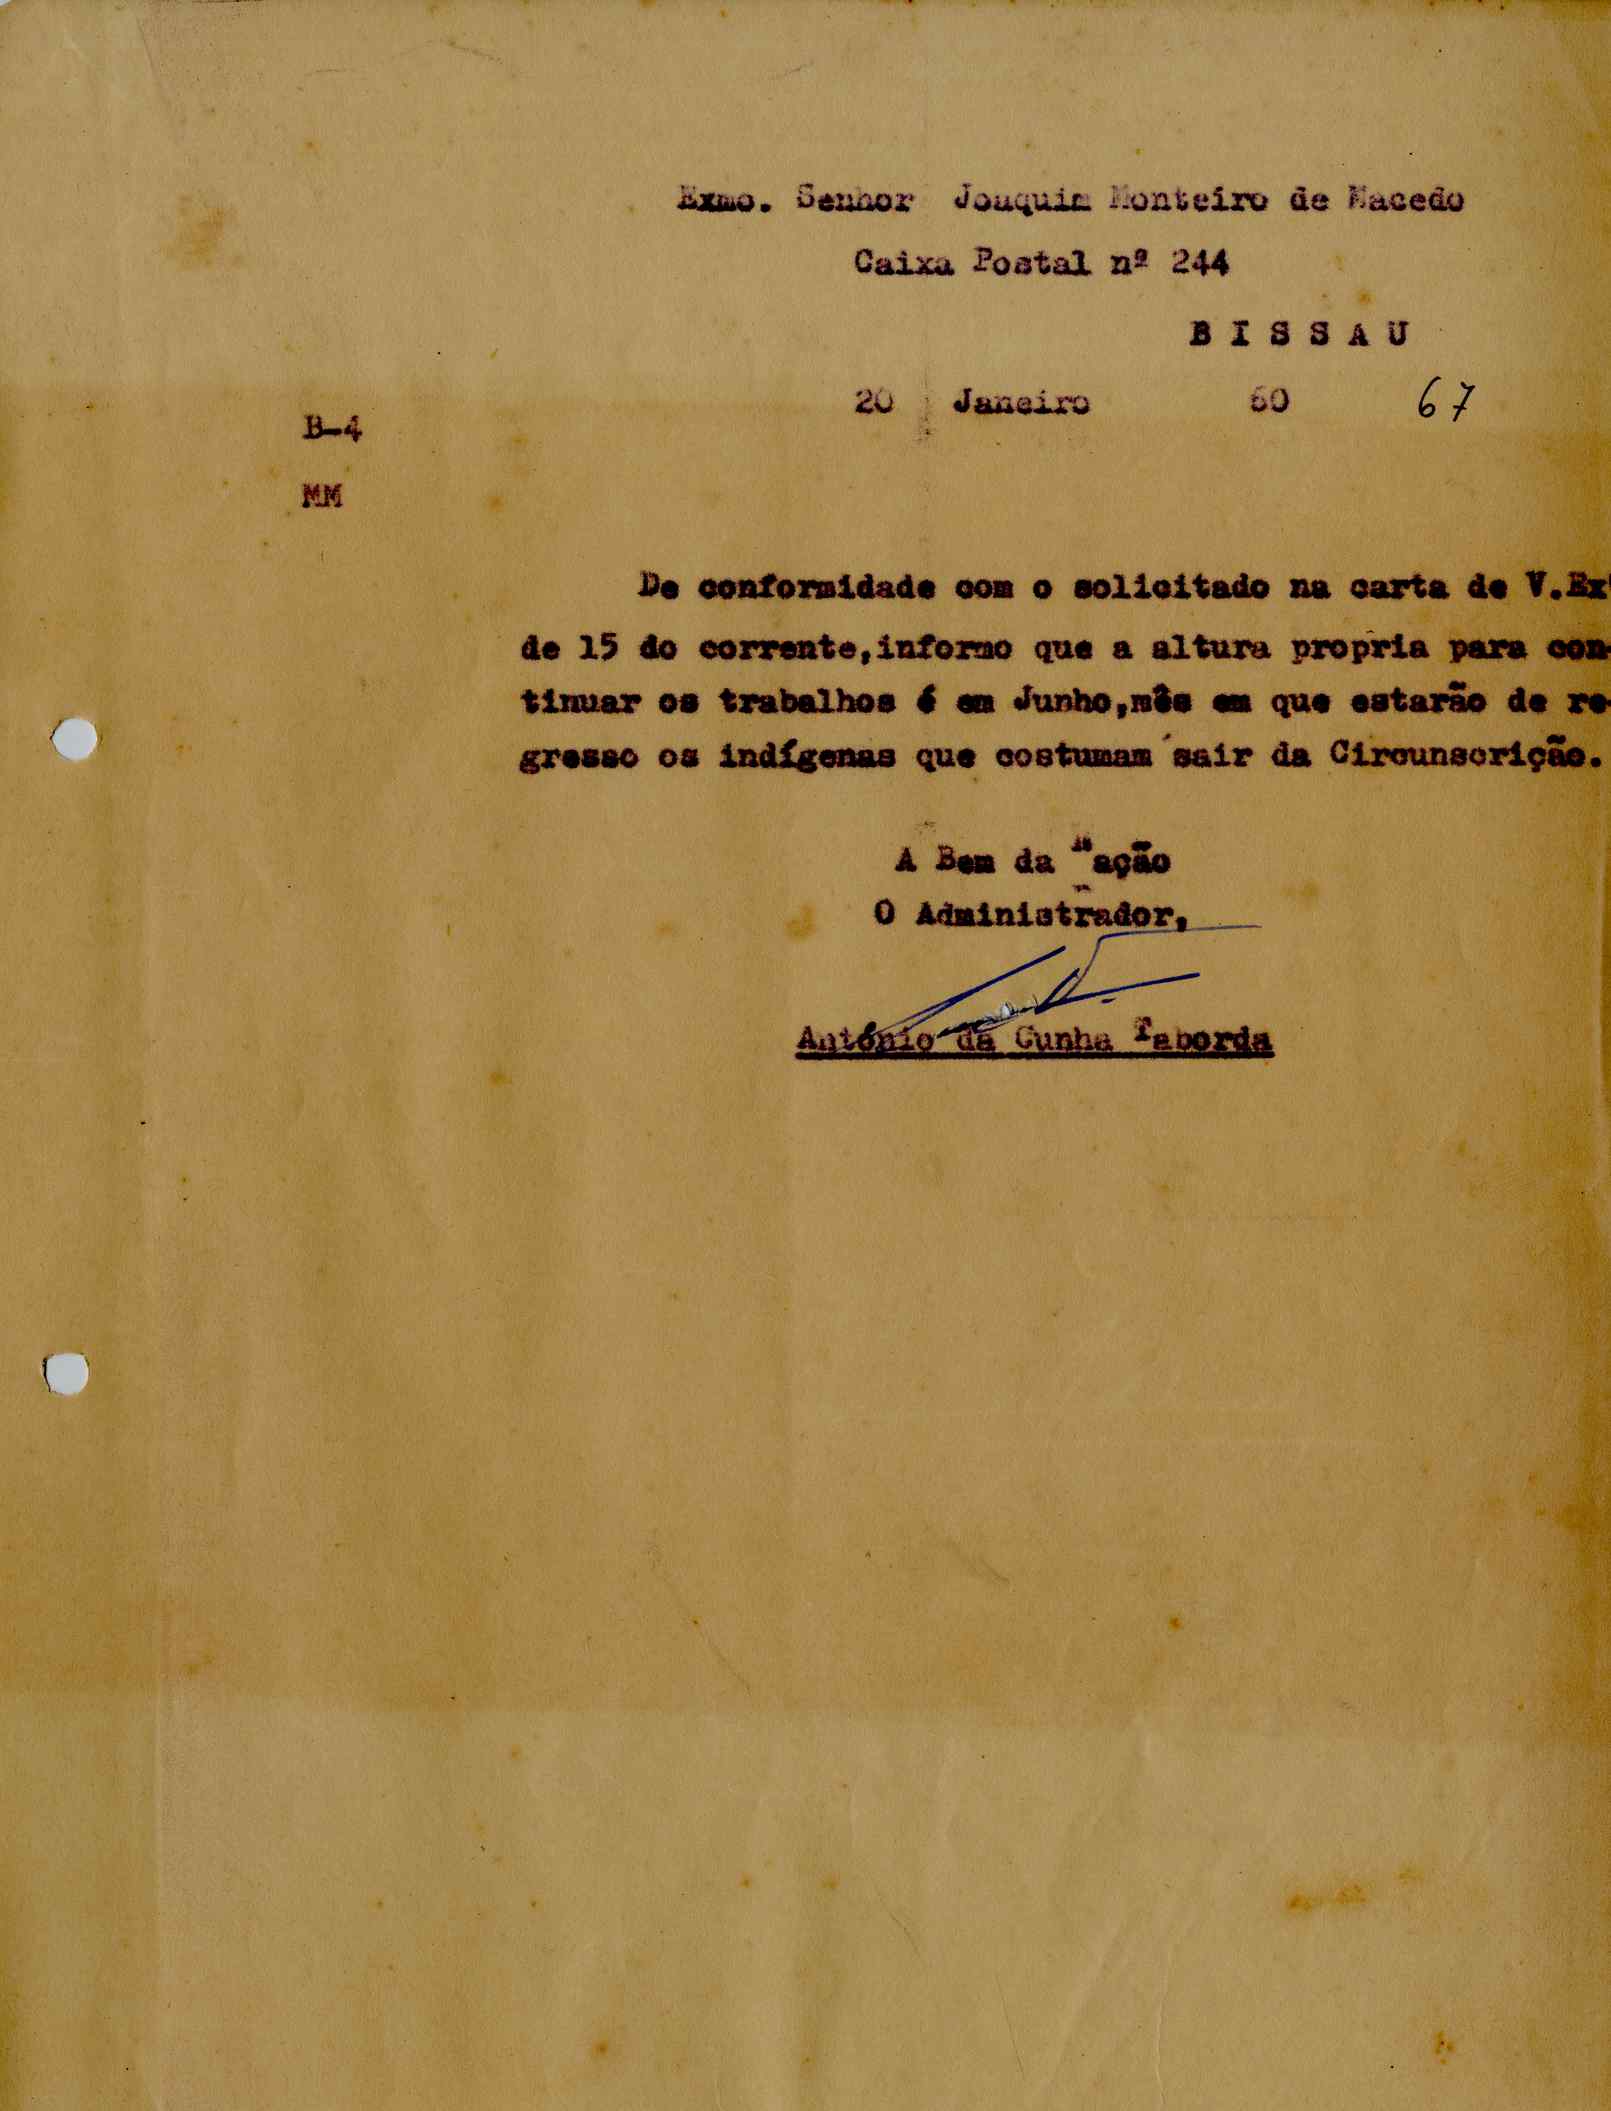 Exmo. Senhor Joaquim Monteiro de Macedo
Caixa Postal nº 244
B I S S A U
20 Janeiro 60 67
B-4
MM
De conformidade com o solicitado na carta de V.Exª
de 15 do corrente,informo que a altura propria para con-
tinuar os trabalhos é em Junho,mês em que estarão de re-
gresso os indígenas que costumam sair da Circunscrição.
A Bem da Nação
O Administrador,
António da Cunha Taborda